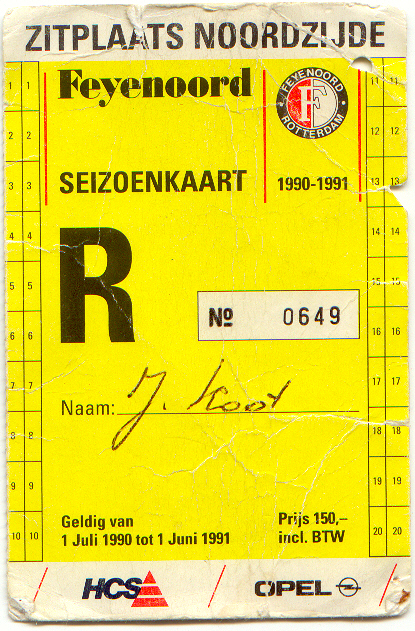 ZITPLAATS NOORDZIJDE
Feyenoord
FEYENOORD
ROTTERDAM
F
SEIZOENKAART 1990-1991
R
Nº 0649
Naam: J. Koot
Geldig van
1 Juli 1990 tot 1 Juni 1991
Prijs 150,–
incl. BTW
1 1
2 2
3 3
4 4
5 5
6 6
7 7
8 8
9 9
10 10
11 11
12 12
13 13
14 14
15 15
16 16
17 17
18 18
19 19
20 20
HCS
OPEL